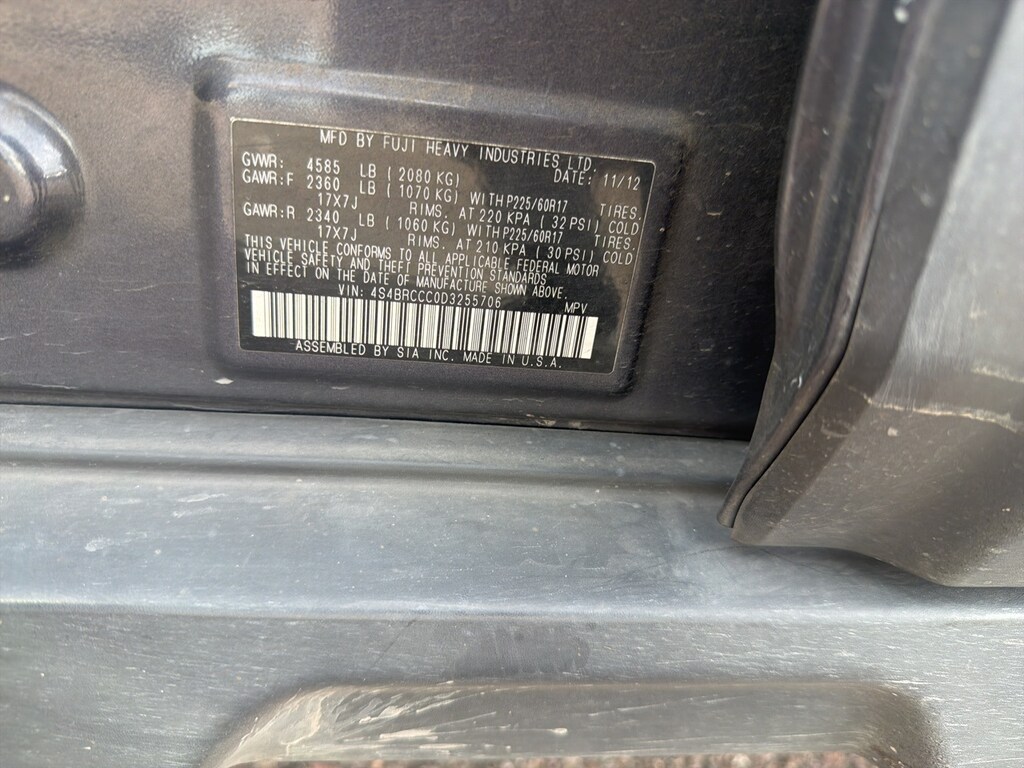 MFD BY FUJI HEAVY INDUSTRIES LTD.
GVWR: 4585 LB ( 2080 KG) DATE: 11/12
GAWR:F 2360 LB ( 1070 KG) WITH P225/60R17 TIRES.
17X7J RIMS. AT 220 KPA ( 32 PSI) COLD
GAWR:R 2340 LB ( 1060 KG) WITH P225/60R17 TIRES.
17X7J RIMS. AT 210 KPA ( 30 PSI) COLD
THIS VEHICLE CONFORMS TO ALL APPLICABLE FEDERAL MOTOR
VEHICLE SAFETY AND THEFT PREVENTION STANDARDS
IN EFFECT ON THE DATE OF MANUFACTURE SHOWN ABOVE.
VIN: 4S4BRCCC0D3255706 MPV
ASSEMBLED BY SIA INC. MADE IN U.S.A.